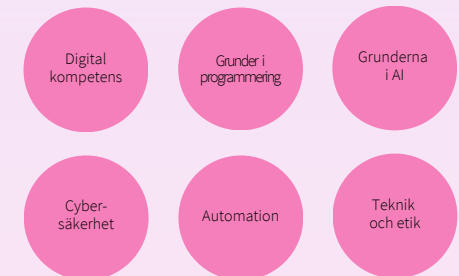 Digital
kompetens
Grunder i
programmering
Grunderna
i AI
Cyber-
säkerhet
Automation
Teknik
och etik